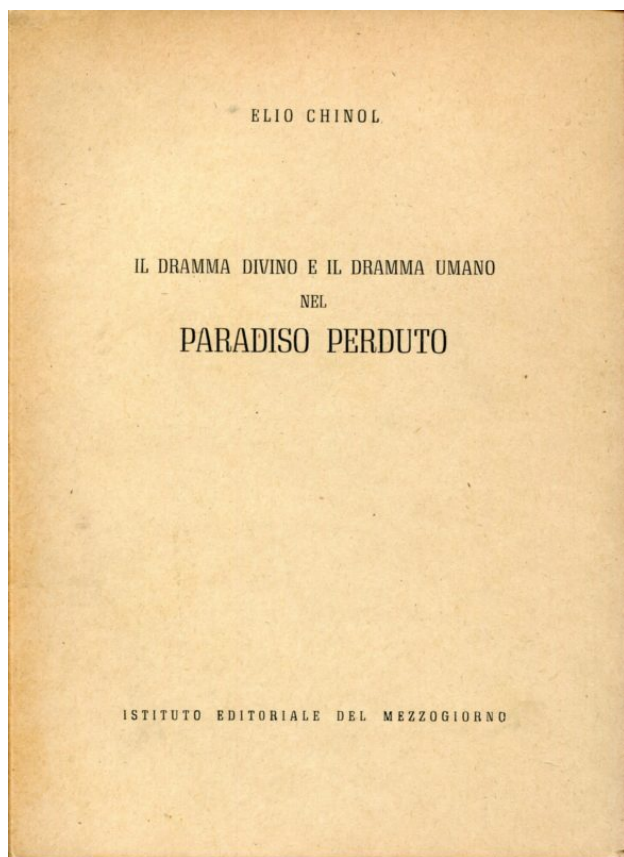 ELIO CHINOL
IL DRAMMA DIVINO E IL DRAMMA UMANO
NEL
PARADISO PERDUTO
ISTITUTO EDITORIALE DEL MEZZOGIORNO